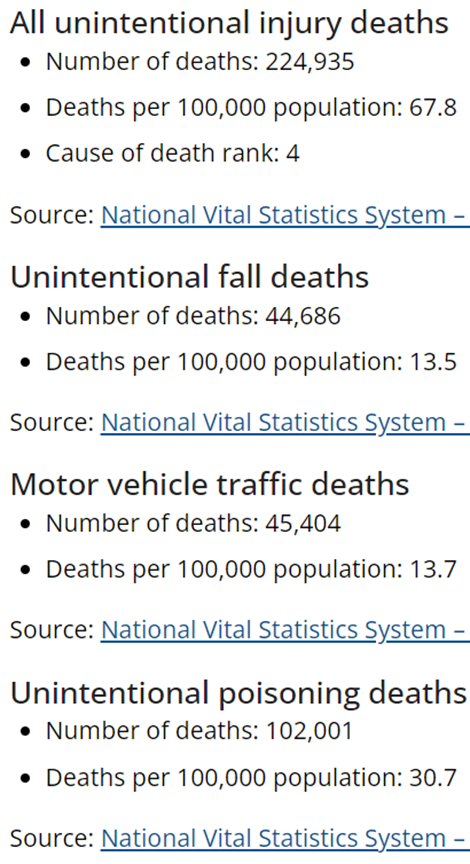 All unintentional injury deaths
• Number of deaths: 224,935
• Deaths per 100,000 population: 67.8
• Cause of death rank: 4
Source: National Vital Statistics System –
Unintentional fall deaths
• Number of deaths: 44,686
• Deaths per 100,000 population: 13.5
Source: National Vital Statistics System –
Motor vehicle traffic deaths
• Number of deaths: 45,404
• Deaths per 100,000 population: 13.7
Source: National Vital Statistics System –
Unintentional poisoning deaths
• Number of deaths: 102,001
• Deaths per 100,000 population: 30.7
Source: National Vital Statistics System –